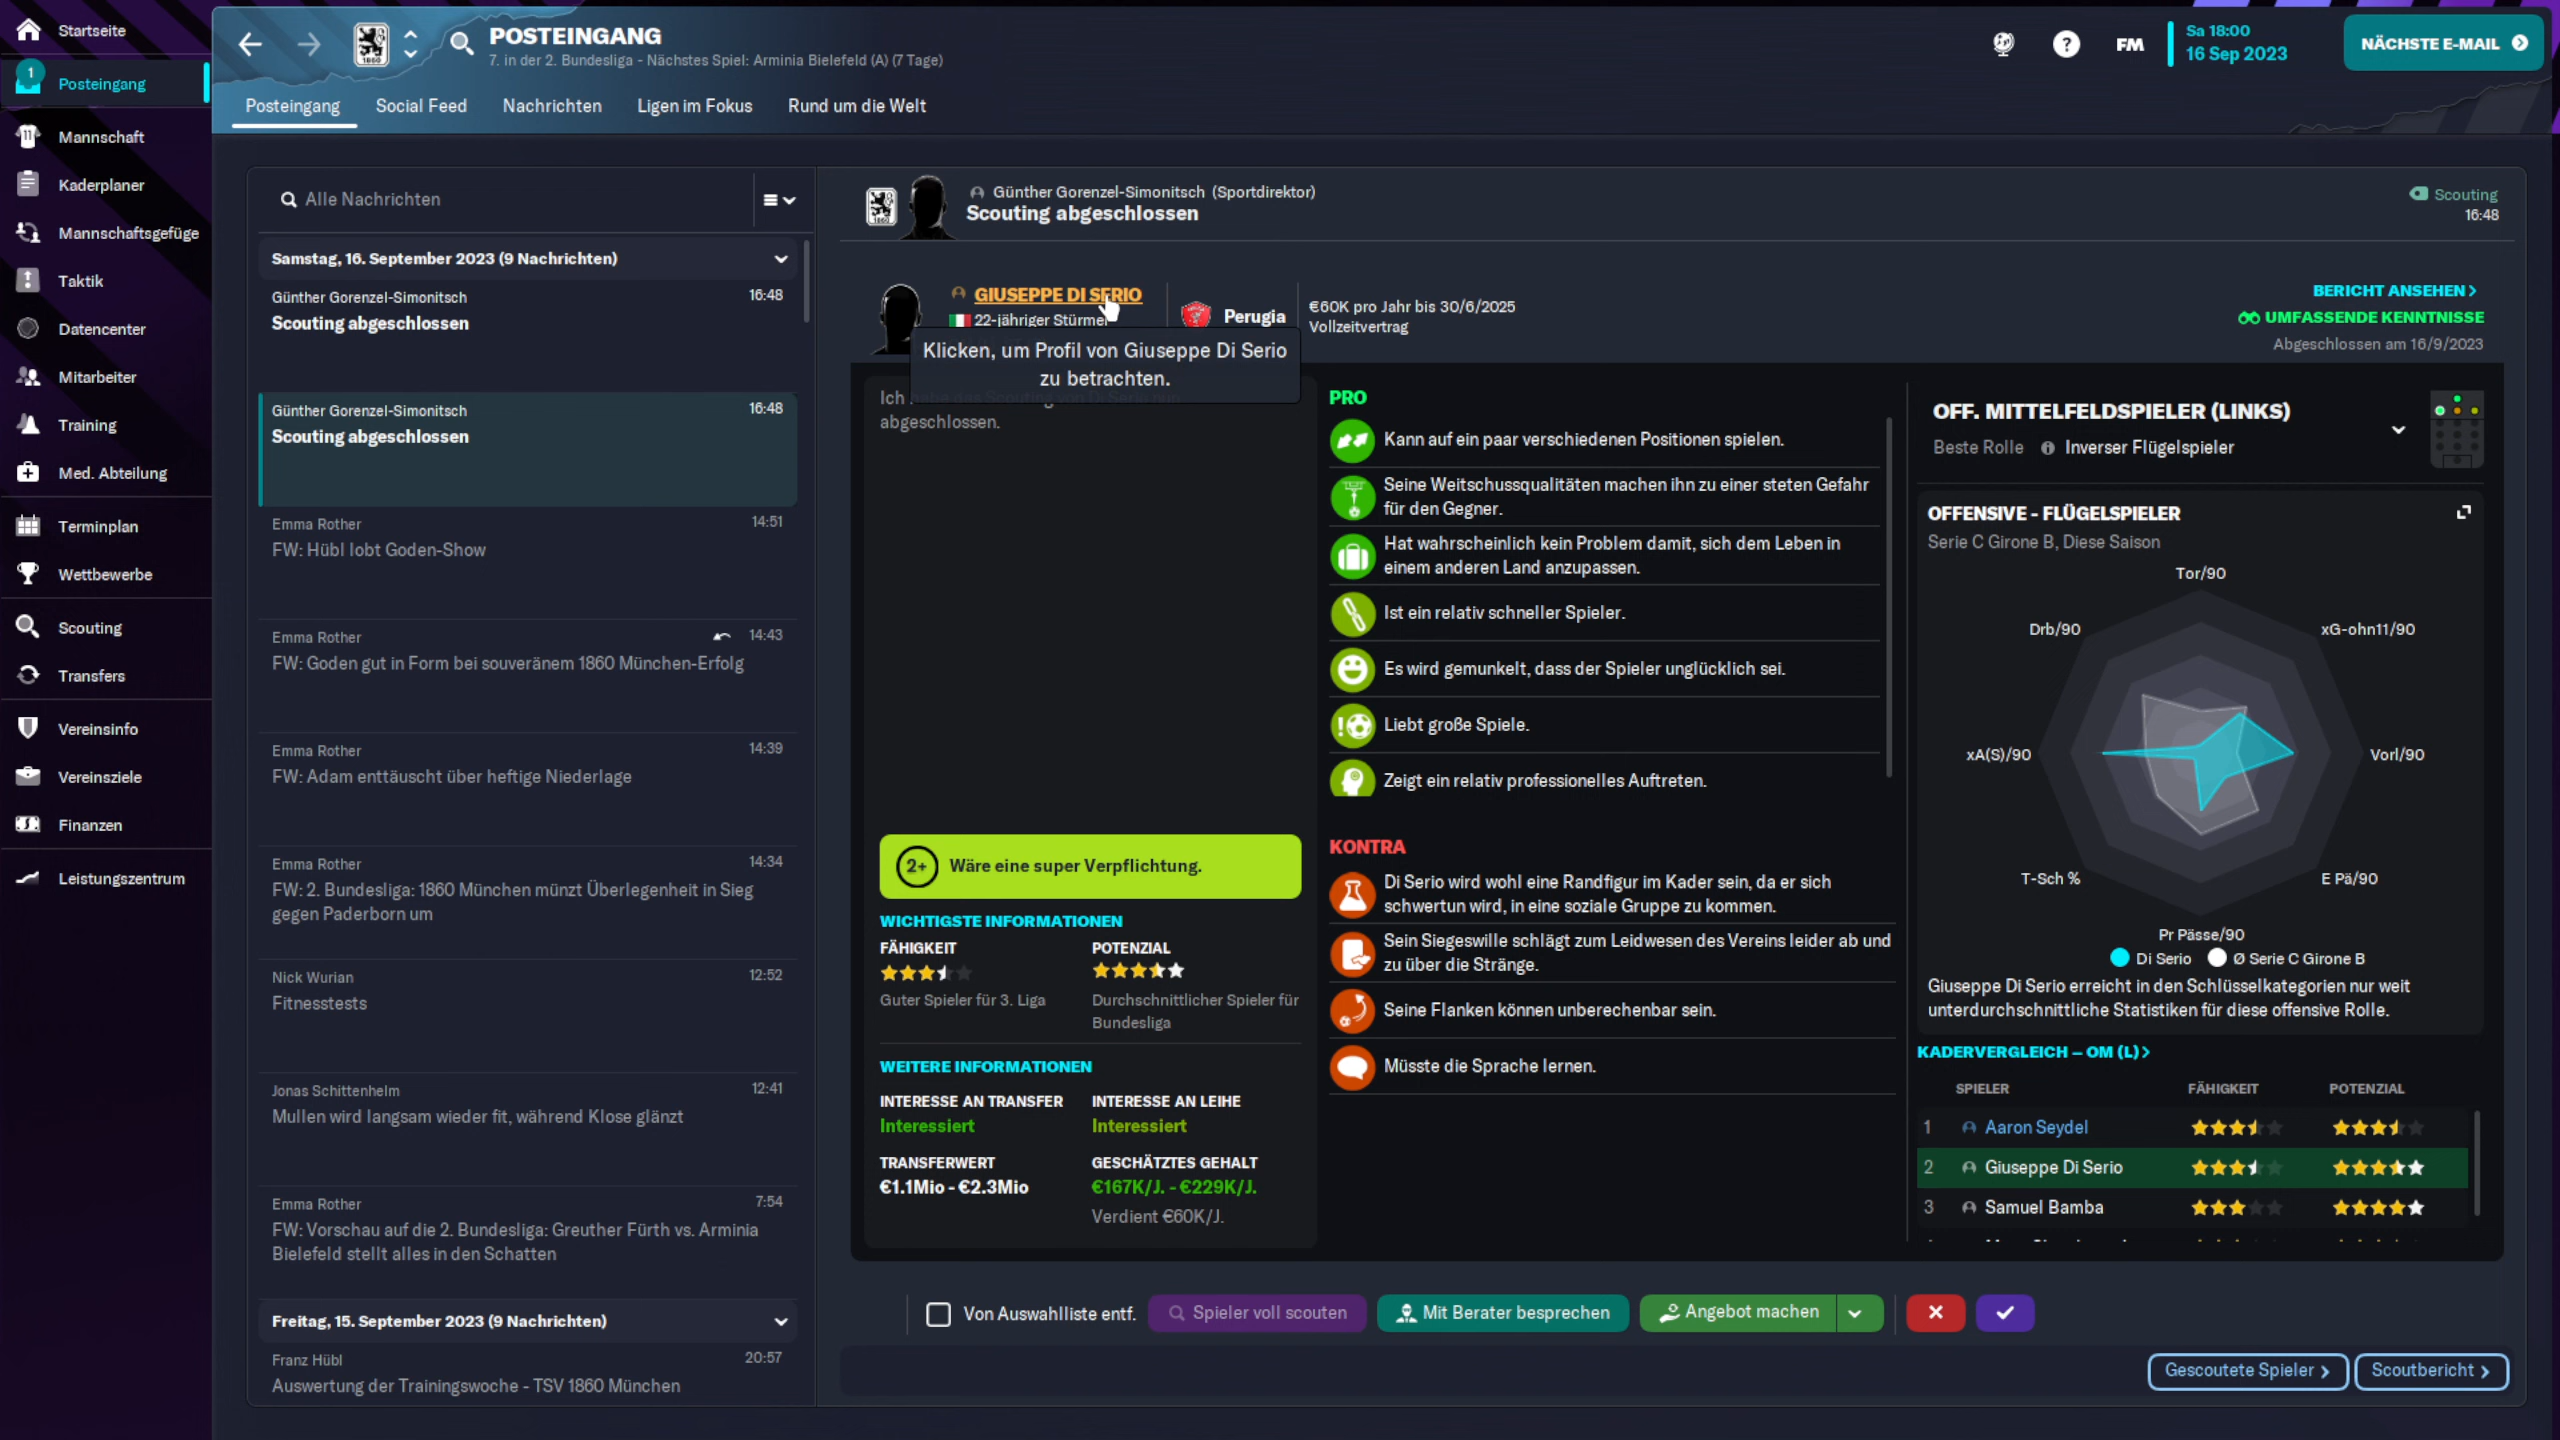 Startseite
1
Posteingang
Mannschaft
Kaderplaner
Mannschaftsgefüge
Taktik
Datencenter
Mitarbeiter
Training
Med. Abteilung
Terminplan
Wettbewerbe
Scouting
Transfers
Vereinsinfo
Vereinsziele
Finanzen
Leistungszentrum
POSTEINGANG
7. in der 2. Bundesliga - Nächstes Spiel: Arminia Bielefeld (A) (7 Tage)
FM
Sa 18:00
16 Sep 2023
NÄCHSTE E-MAIL
Posteingang
Social Feed
Nachrichten
Ligen im Fokus
Rund um die Welt
Alle Nachrichten
Samstag, 16. September 2023 (9 Nachrichten)
Günther Gorenzel-Simonitsch 16:48
Scouting abgeschlossen
Günther Gorenzel-Simonitsch 16:48
Scouting abgeschlossen
Emma Rother 14:51
FW: Hübl lobt Goden-Show
Emma Rother 14:43
FW: Goden gut in Form bei souveränem 1860 München-Erfolg
Emma Rother 14:39
FW: Adam enttäuscht über heftige Niederlage
Emma Rother 14:34
FW: 2. Bundesliga: 1860 München münzt Überlegenheit in Sieg
gegen Paderborn um
Nick Wurian 12:52
Fitnesstests
Jonas Schittenhelm 12:41
Mullen wird langsam wieder fit, während Klose glänzt
Emma Rother 7:54
FW: Vorschau auf die 2. Bundesliga: Greuther Fürth vs. Arminia
Bielefeld stellt alles in den Schatten
Freitag, 15. September 2023 (9 Nachrichten)
Franz Hübl 20:57
Auswertung der Trainingswoche - TSV 1860 München
Günther Gorenzel-Simonitsch (Sportdirektor)
Scouting abgeschlossen
Scouting
16:48
GIUSEPPE DI SERIO
22-jähriger Stürmer
Perugia
€60K pro Jahr bis 30/6/2025
Vollzeitvertrag
BERICHT ANSEHEN
UMFASSENDE KENNTNISSE
Abgeschlossen am 16/9/2023
Klicken, um Profil von Giuseppe Di Serio
zu betrachten.
Ich
abgeschlossen.
2+ Wäre eine super Verpflichtung.
WICHTIGSTE INFORMATIONEN
FÄHIGKEIT POTENZIAL
Guter Spieler für 3. Liga
Durchschnittlicher Spieler für
Bundesliga
WEITERE INFORMATIONEN
INTERESSE AN TRANSFER INTERESSE AN LEIHE
Interessiert Interessiert
TRANSFERWERT GESCHÄTZTES GEHALT
€1.1Mio - €2.3Mio €167K/J. - €229K/J.
Verdient €60K/J.
PRO
Kann auf ein paar verschiedenen Positionen spielen.
Seine Weitschussqualitäten machen ihn zu einer steten Gefahr
für den Gegner.
Hat wahrscheinlich kein Problem damit, sich dem Leben in
einem anderen Land anzupassen.
Ist ein relativ schneller Spieler.
Es wird gemunkelt, dass der Spieler unglücklich sei.
Liebt große Spiele.
Zeigt ein relativ professionelles Auftreten.
KONTRA
Di Serio wird wohl eine Randfigur im Kader sein, da er sich
schwertun wird, in eine soziale Gruppe zu kommen.
Sein Siegeswille schlägt zum Leidwesen des Vereins leider ab und
zu über die Stränge.
Seine Flanken können unberechenbar sein.
Müsste die Sprache lernen.
OFF. MITTELFELDSPIELER (LINKS)
Beste Rolle Inverser Flügelspieler
OFFENSIVE - FLÜGELSPIELER
Serie C Girone B, Diese Saison
Tor/90
Drb/90 xG-ohn11/90
xA(S)/90 Vorl/90
T-Sch % E Pä/90
Pr Pässe/90
Di Serio Ø Serie C Girone B
Giuseppe Di Serio erreicht in den Schlüsselkategorien nur weit
unterdurchschnittliche Statistiken für diese offensive Rolle.
KADERVERGLEICH – OM (L)
SPIELER FÄHIGKEIT POTENZIAL
1 Aaron Seydel
2 Giuseppe Di Serio
3 Samuel Bamba
Von Auswahlliste entf.
Spieler voll scouten
Mit Berater besprechen
Angebot machen
Gescoutete Spieler
Scoutbericht